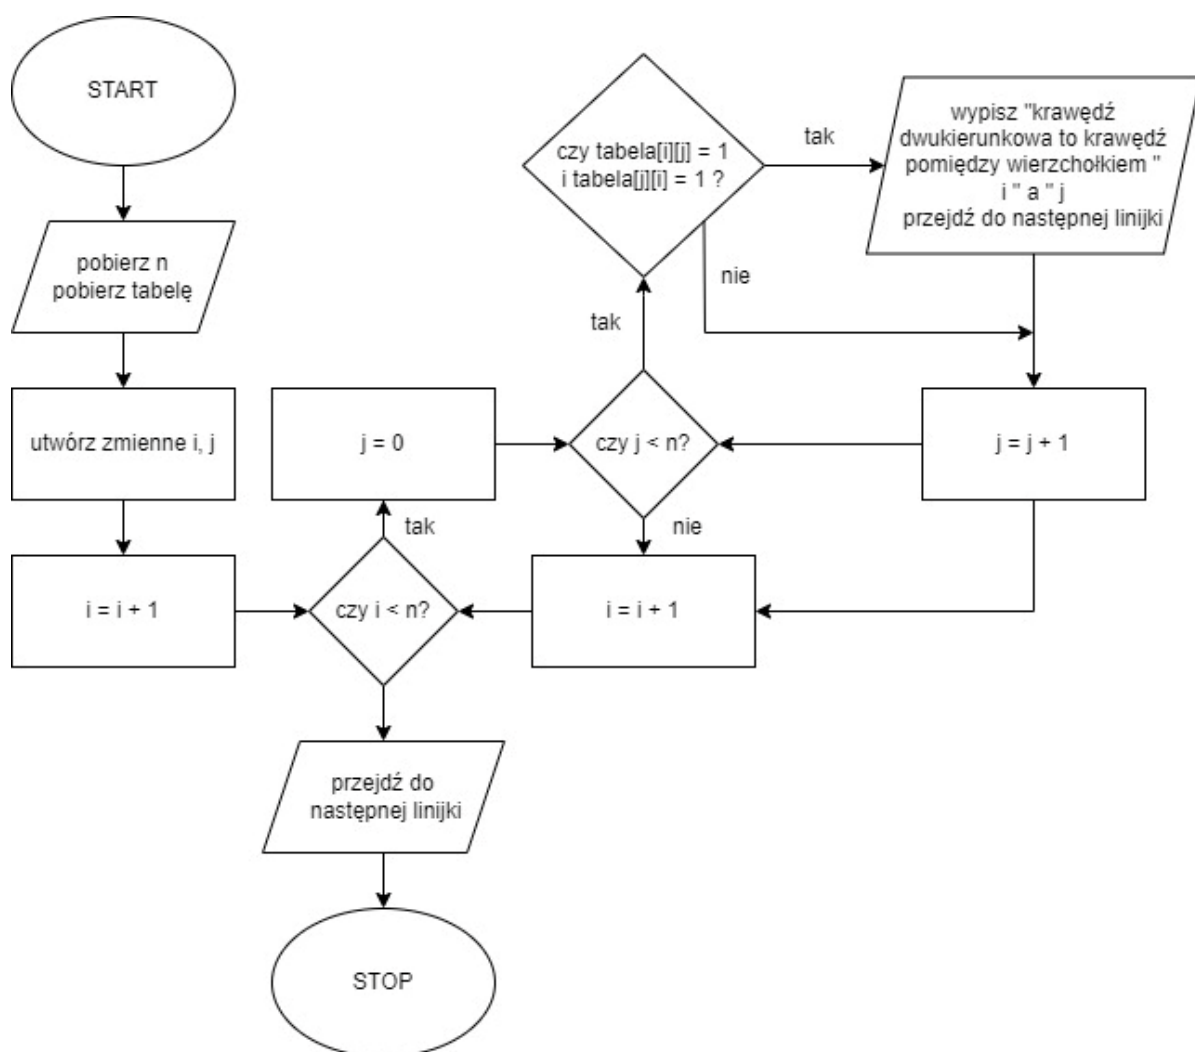 START
pobierz n
pobierz tabelę
utwórz zmienne i, j
i = i + 1
czy i < n?
tak
j = 0
czy j < n?
tak
czy tabela[i][j] = 1
i tabela[j][i] = 1 ?
tak
wypisz "krawędź
dwukierunkowa to krawędź
pomiędzy wierzchołkiem "
i " a " j
przejdź do następnej linijki
nie
j = j + 1
nie
i = i + 1
przejdź do
następnej linijki
STOP